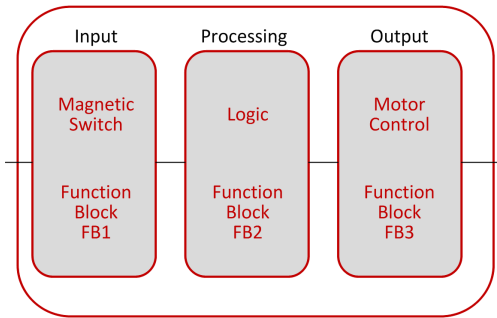 Input
Processing
Output
Magnetic
Switch
Logic
Motor
Control
Function
Block
FB1
Function
Block
FB2
Function
Block
FB3